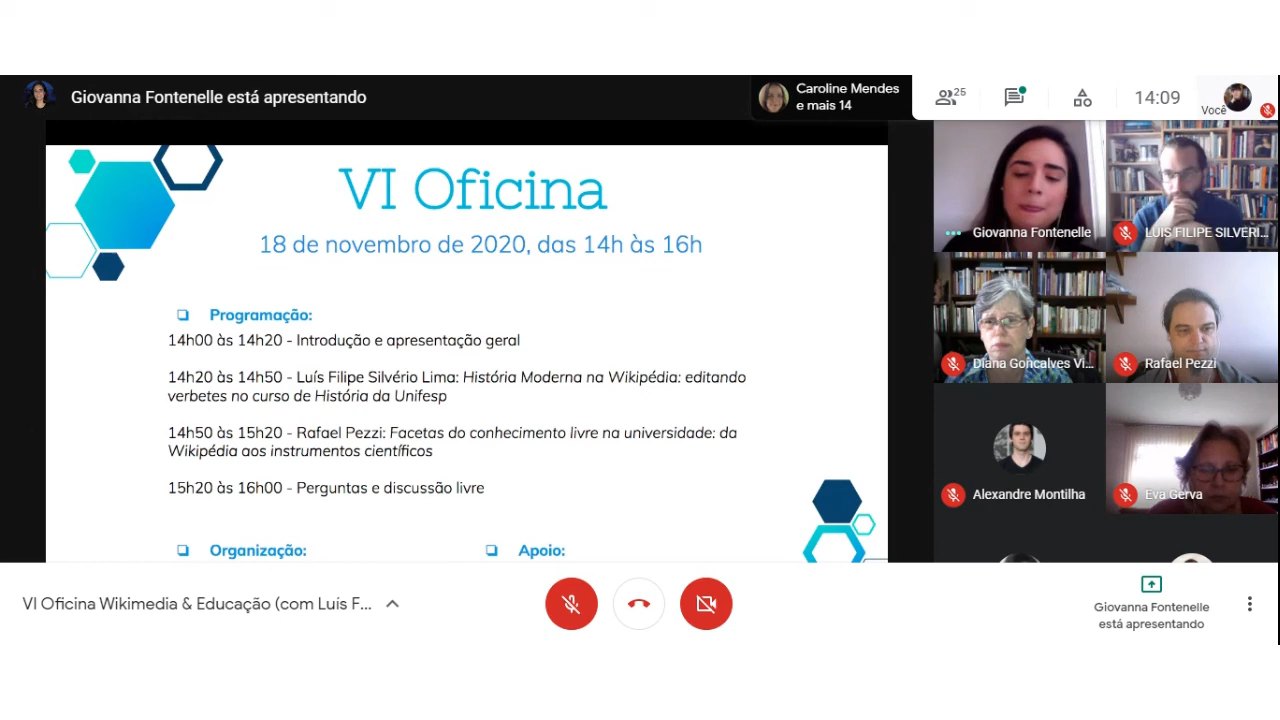 Giovanna Fontenelle está apresentando
Caroline Mendes
e mais 14
25
14:09
Você
VI Oficina
18 de novembro de 2020, das 14h às 16h
Programação:
14h00 às 14h20 - Introdução e apresentação geral
14h20 às 14h50 - Luís Filipe Silvério Lima: História Moderna na Wikipédia: editando
verbetes no curso de História da Unifesp
14h50 às 15h20 - Rafael Pezzi: Facetas do conhecimento livre na universidade: da
Wikipédia aos instrumentos científicos
15h20 às 16h00 - Perguntas e discussão livre
Organização:
Apoio:
Giovanna Fontenelle
LUIS FILIPE SILVERI...
Diana Goncalves Vi...
Rafael Pezzi
Alexandre Montilha
Eva Gerva
VI Oficina Wikimedia & Educação (com Luís F...
Giovanna Fontenelle
está apresentando